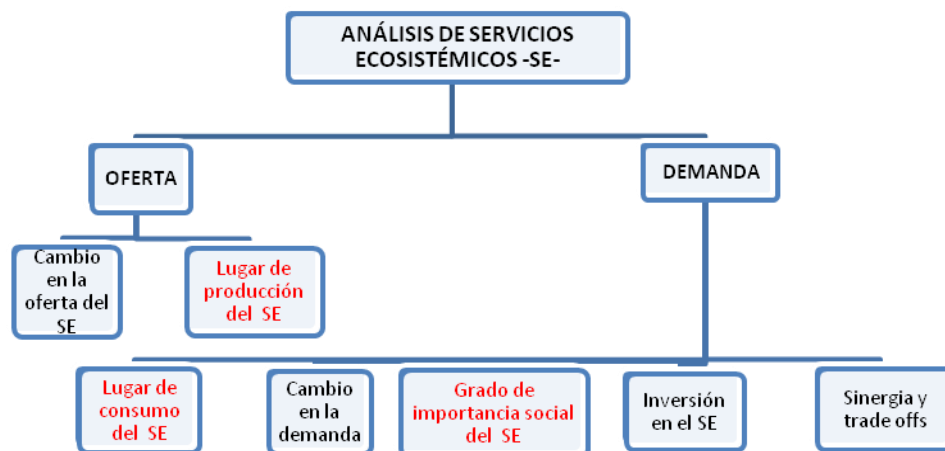 ANÁLISIS DE SERVICIOS
ECOSISTÉMICOS -SE-
OFERTA
DEMANDA
Cambio
en la
oferta del
SE
Lugar de
producción
del SE
Lugar de
consumo
del SE
Cambio
en la
demanda
Grado de
importancia social
del SE
Inversión
en el SE
Sinergia y
trade offs